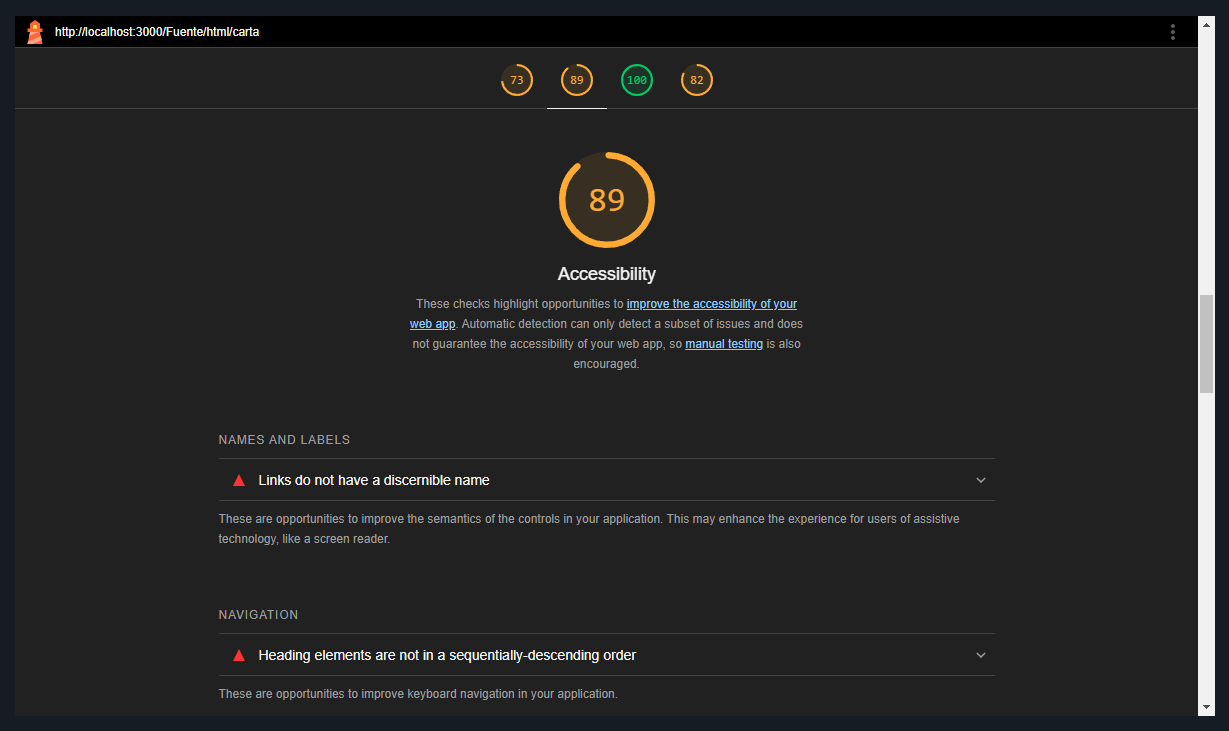 http://localhost:3000/Fuente/html/carta
73 89 100 82
89
Accessibility
These checks highlight opportunities to improve the accessibility of your
web app. Automatic detection can only detect a subset of issues and does
not guarantee the accessibility of your web app, so manual testing is also
encouraged.
NAMES AND LABELS
Links do not have a discernible name
These are opportunities to improve the semantics of the controls in your application. This may enhance the experience for users of assistive
technology, like a screen reader.
NAVIGATION
Heading elements are not in a sequentially-descending order
These are opportunities to improve keyboard navigation in your application.